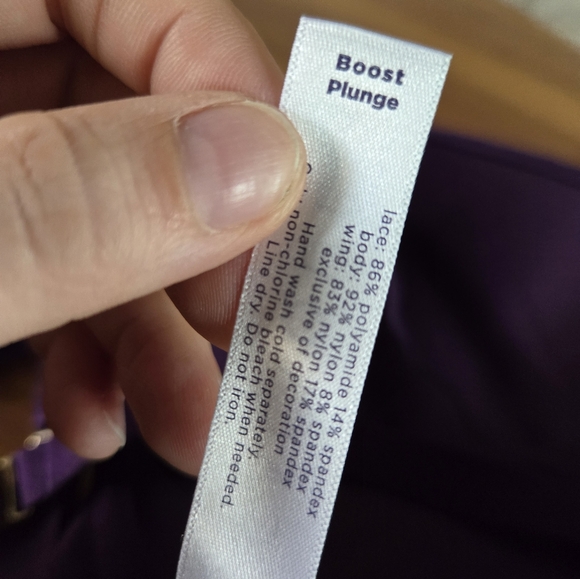 Boost
Plunge
lace: 86% polyamide 14% spandex
body: 92% nylon 8% spandex
wing: 83% nylon 17% spandex
exclusive of decoration
Hand wash cold separately.
non-chlorine bleach when needed.
Line dry. Do not iron.